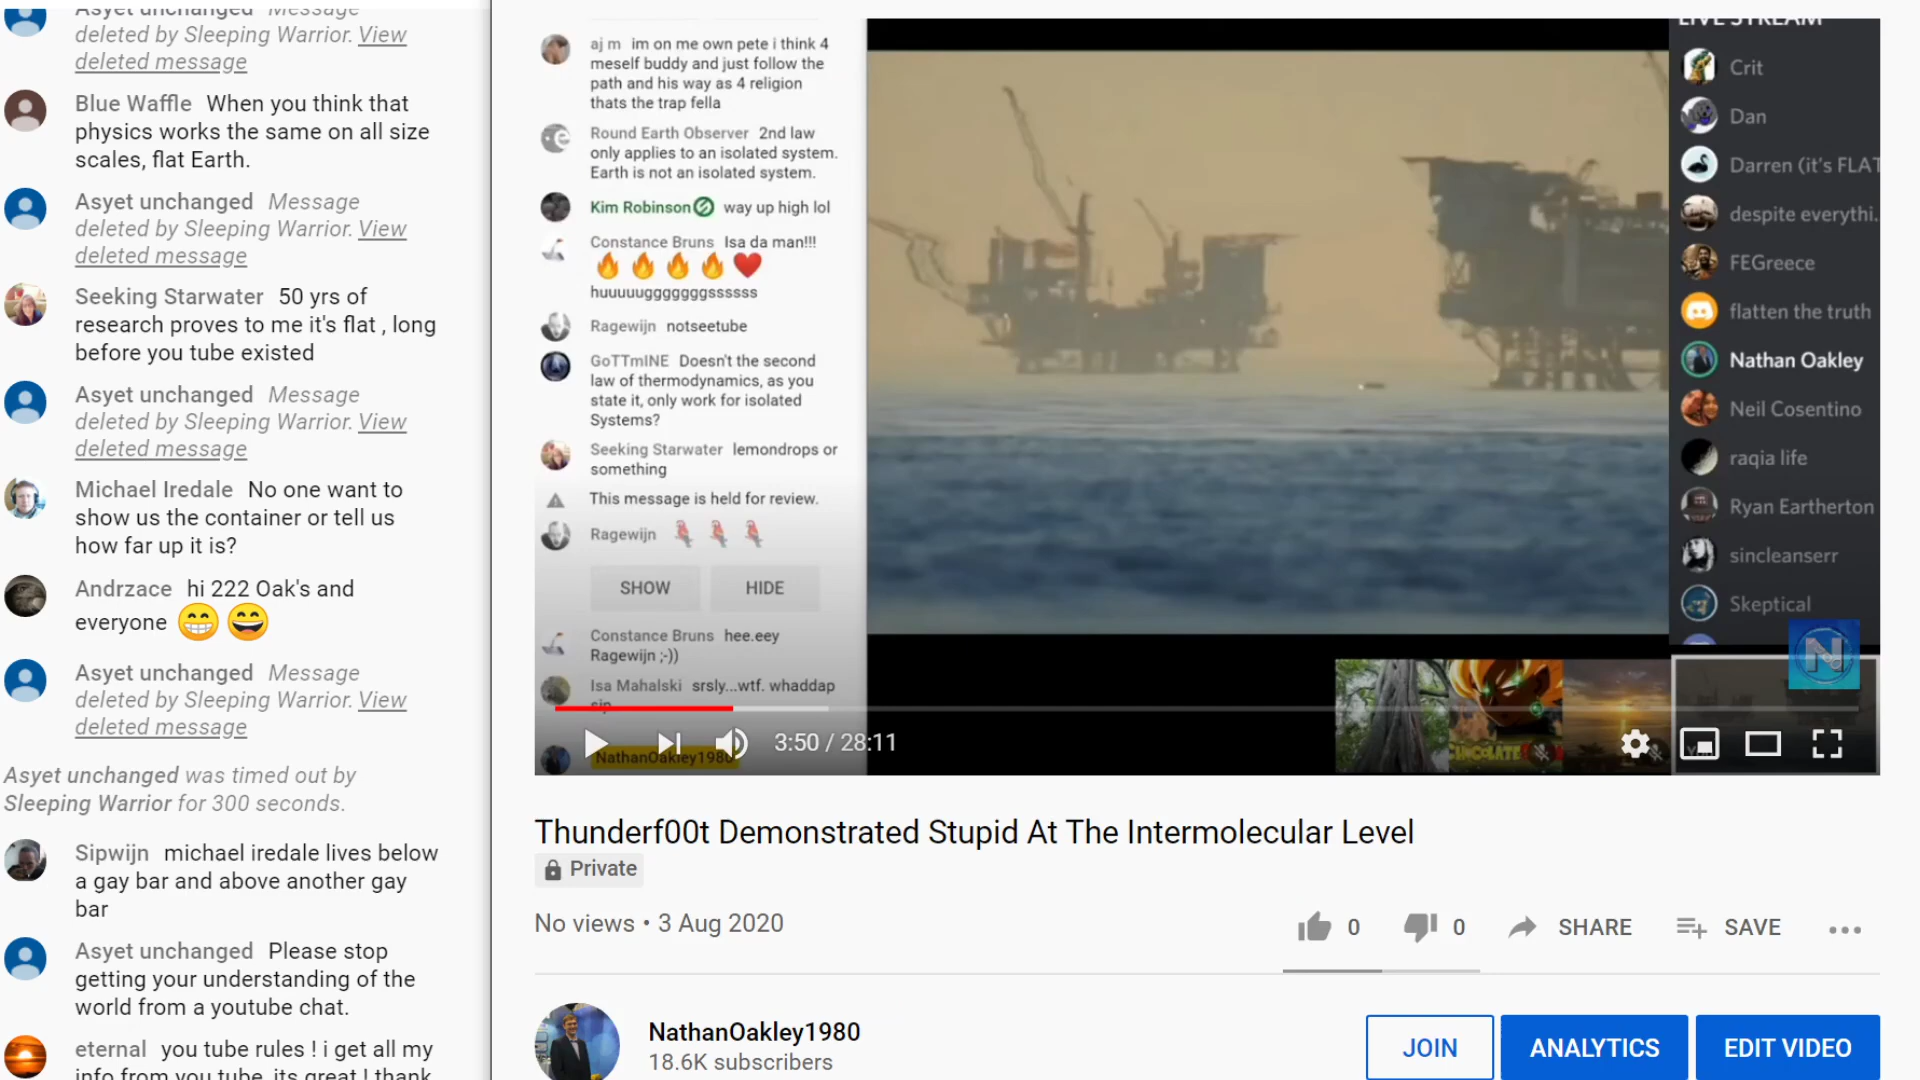 Asyet unchanged Message
deleted by Sleeping Warrior. View
deleted message
Blue Waffle When you think that
physics works the same on all size
scales, flat Earth.
Asyet unchanged Message
deleted by Sleeping Warrior. View
deleted message
Seeking Starwater 50 yrs of
research proves to me it's flat , long
before you tube existed
Asyet unchanged Message
deleted by Sleeping Warrior. View
deleted message
Michael Iredale No one want to
show us the container or tell us
how far up it is?
Andrzace hi 222 Oak's and
everyone 😁 😄
Asyet unchanged Message
deleted by Sleeping Warrior. View
deleted message
Asyet unchanged was timed out by
Sleeping Warrior for 300 seconds.
Sipwijn michael iredale lives below
a gay bar and above another gay
bar
Asyet unchanged Please stop
getting your understanding of the
world from a youtube chat.
eternal you tube rules ! i get all my
info from you tube, its great ! thank
aj m im on me own pete i think 4
meself buddy and just follow the
path and his way as 4 religion
thats the trap fella
Round Earth Observer 2nd law
only applies to an isolated system.
Earth is not an isolated system.
Kim Robinson way up high lol
Constance Bruns Isa da man!!!
🔥 🔥 🔥 🔥 ❤️
huuuugggggggssssss
Ragewijn notseetube
GoTTmINE Doesn't the second
law of thermodynamics, as you
state it, only work for isolated
Systems?
Seeking Starwater lemondrops or
something
This message is held for review.
Ragewijn
SHOW HIDE
Constance Bruns hee.eey
Ragewijn ;-))
Isa Mahalski srsly...wtf. whaddap
sip
NathanOakley1980
3:50 / 28:11
LIVE STREAM
Crit
Dan
Darren (it's FLAT
despite everythi.
FEGreece
flatten the truth
Nathan Oakley
Neil Cosentino
raqia life
Ryan Eartherton
sincleanserr
Skeptical
N
Thunderf00t Demonstrated Stupid At The Intermolecular Level
Private
No views • 3 Aug 2020
0 0 SHARE SAVE
NathanOakley1980
18.6K subscribers
JOIN ANALYTICS EDIT VIDEO